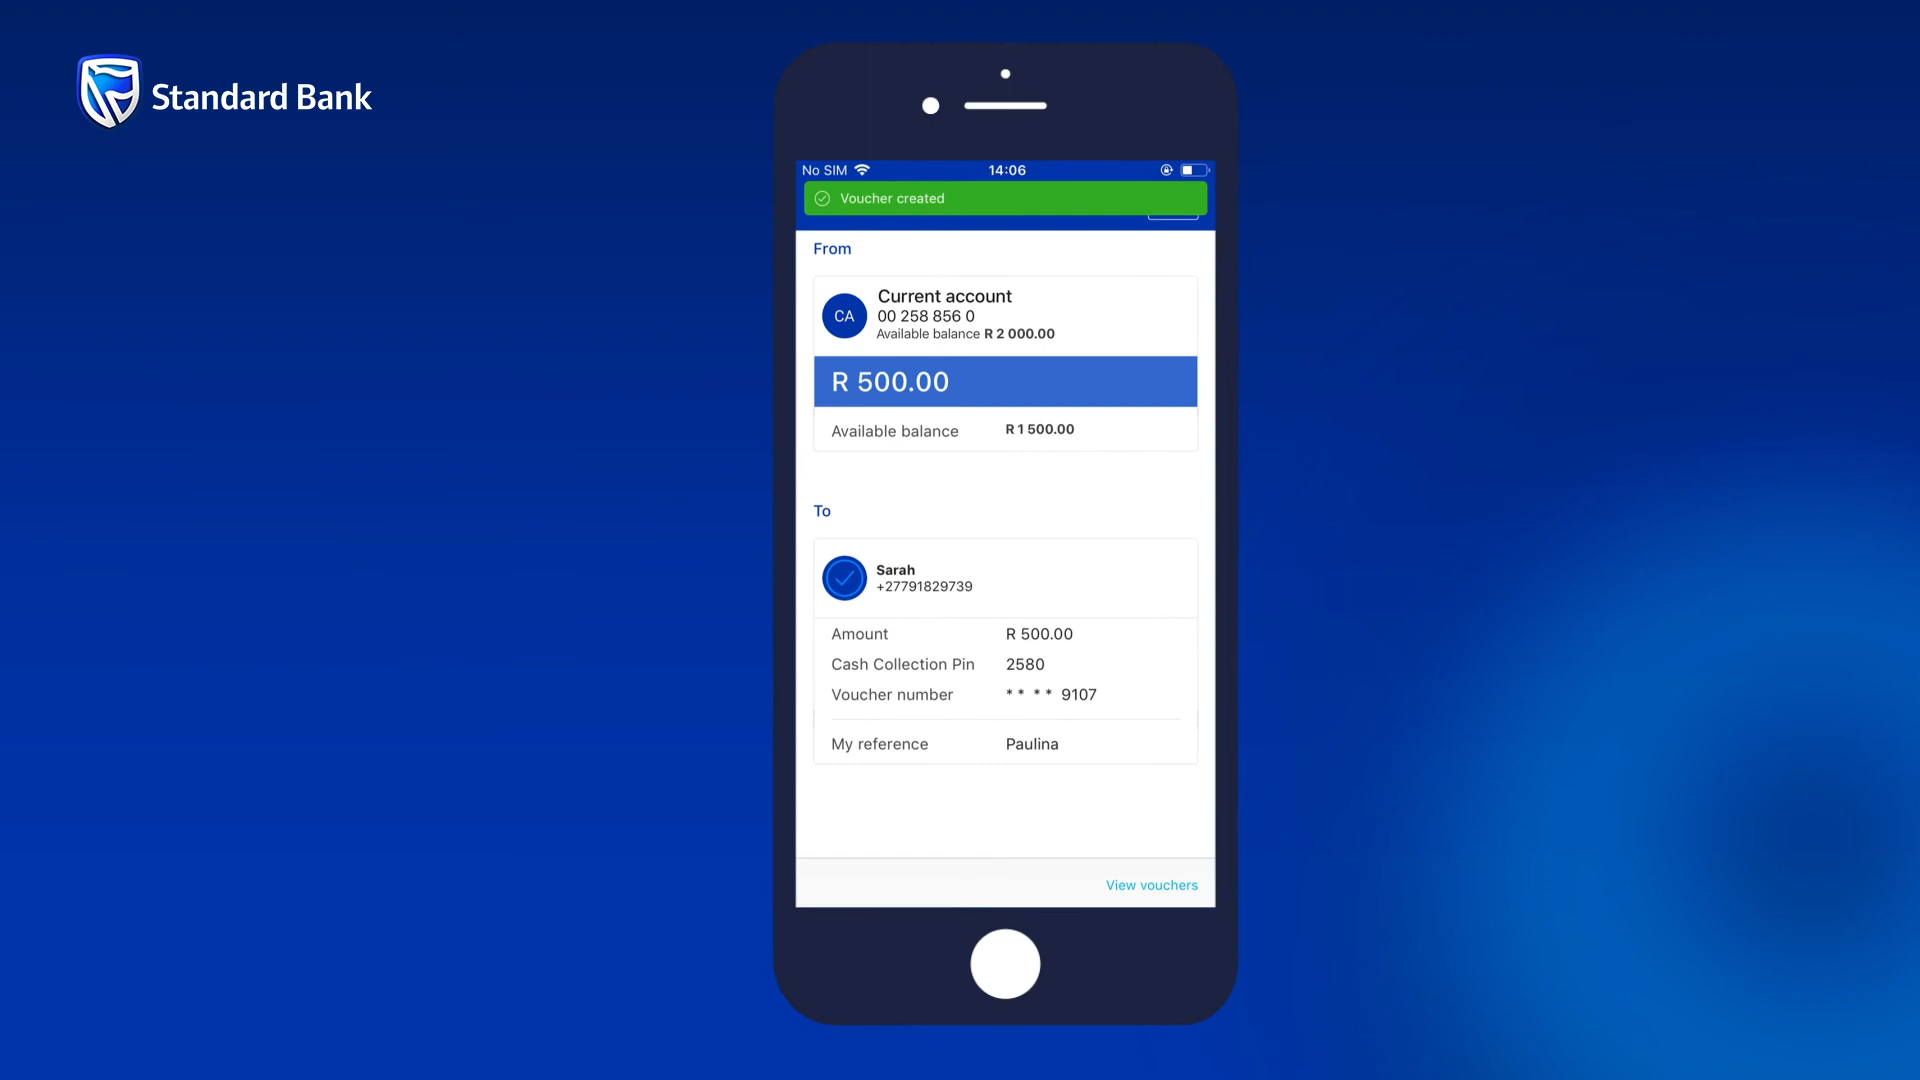 Standard Bank
No SIM 14:06
Voucher created
From
CA
Current account
00 258 856 0
Available balance R 2 000.00
R 500.00
Available balance R 1 500.00
To
Sarah
+27791829739
Amount R 500.00
Cash Collection Pin 2580
Voucher number ** ** 9107
My reference Paulina
View vouchers